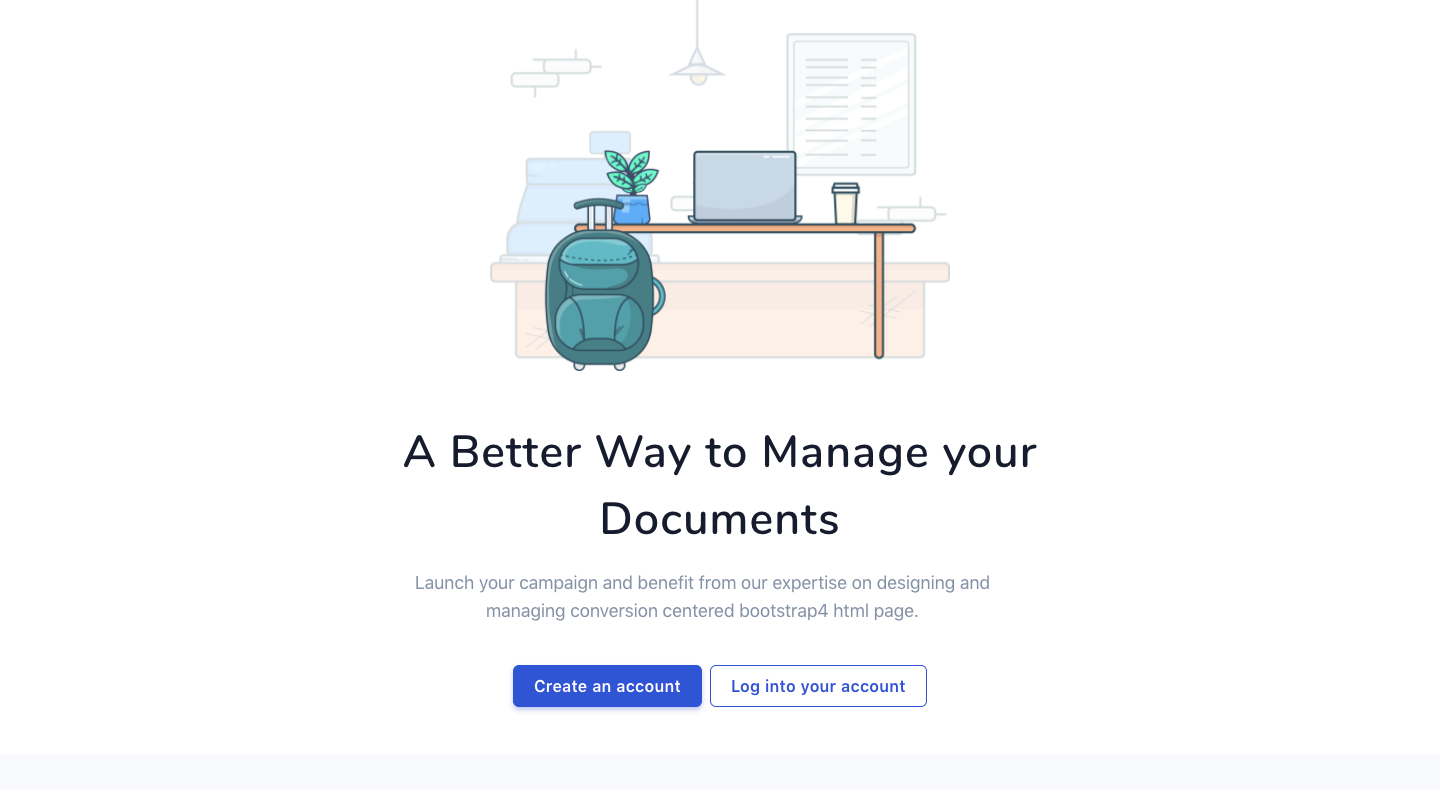 A Better Way to Manage your
Documents
Launch your campaign and benefit from our expertise on designing and
managing conversion centered bootstrap4 html page.
Create an account
Log into your account